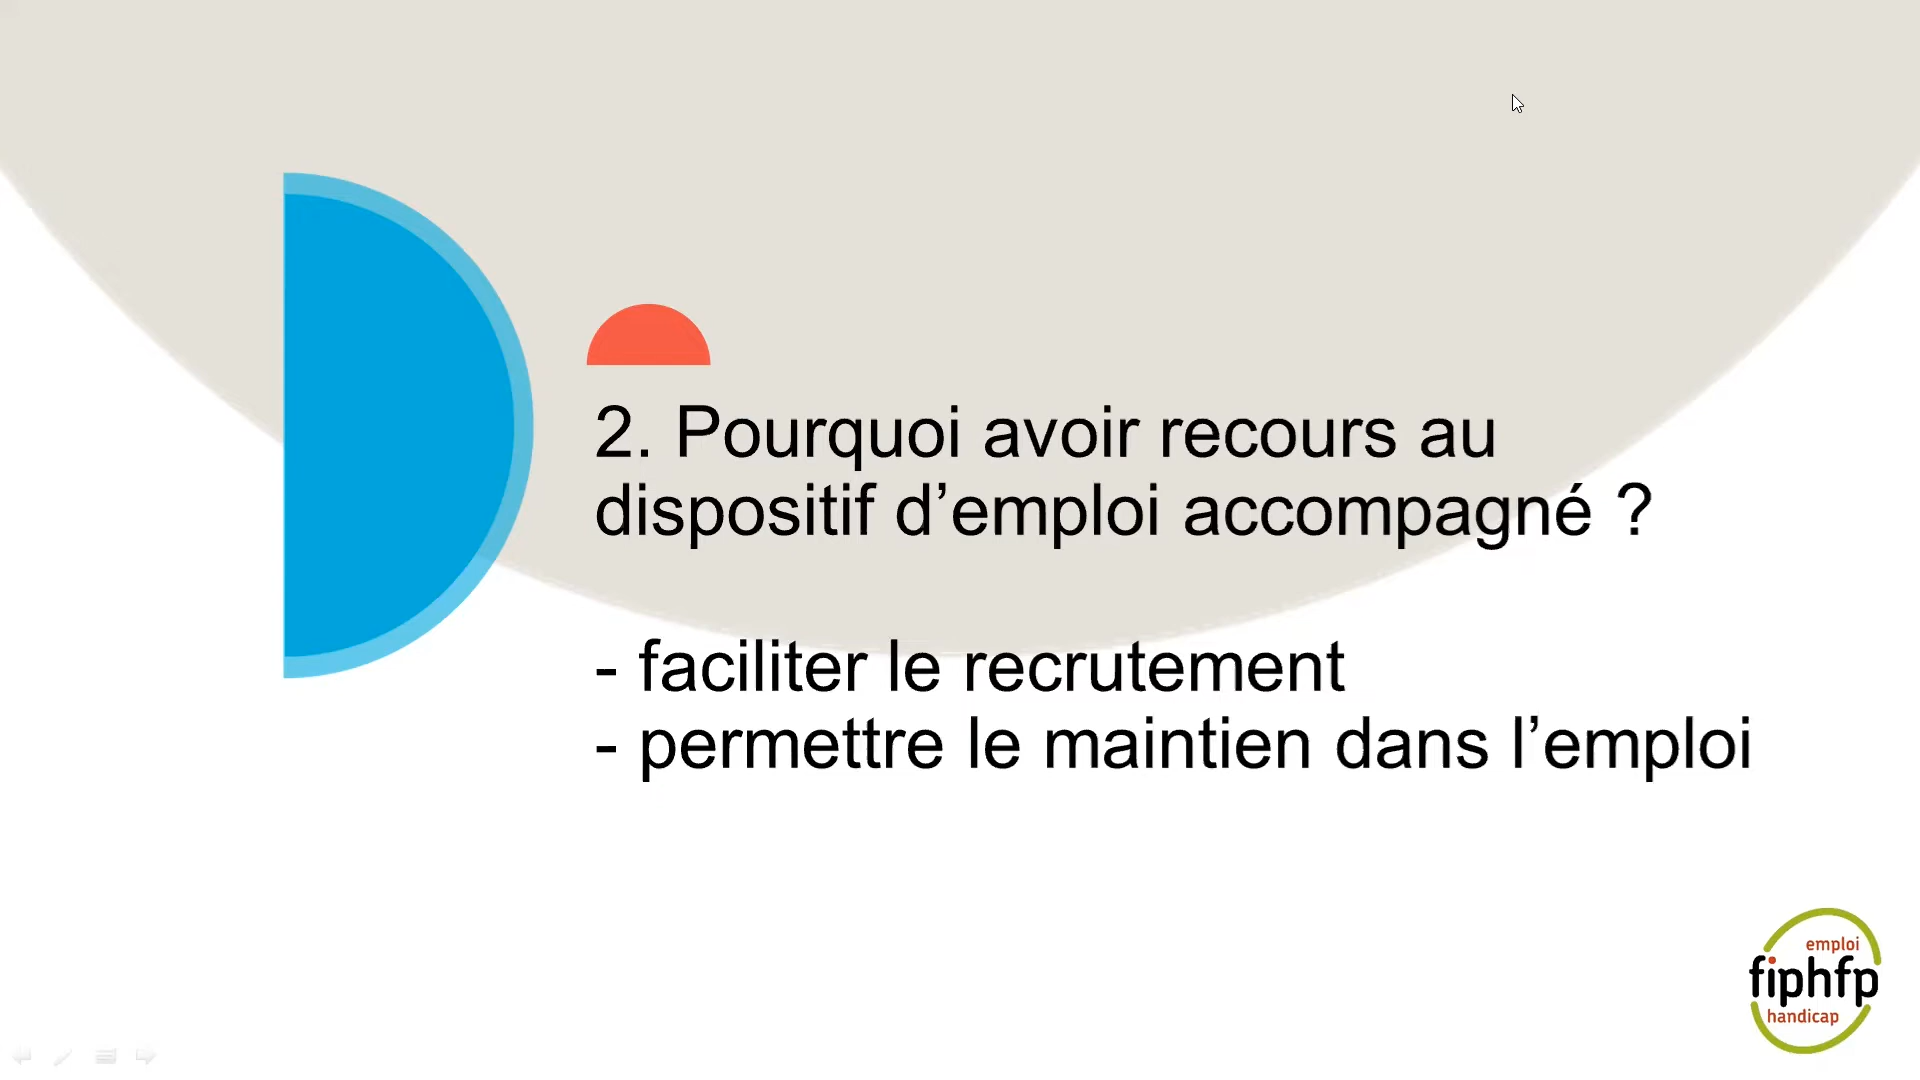 2. Pourquoi avoir recours au
dispositif d’emploi accompagné ?
- faciliter le recrutement
- permettre le maintien dans l’emploi
emploi
fiphfp
handicap